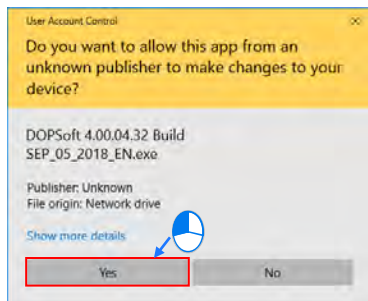 User Account Control
Do you want to allow this app from an
unknown publisher to make changes to your
device?
DOPSoft 4.00.04.32 Build
SEP_05_2018_EN.exe
Publisher: Unknown
File origin: Network drive
Show more details
Yes
No